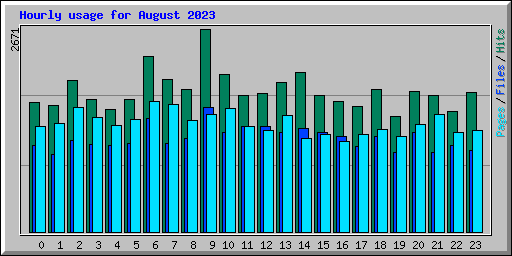 Hourly usage for August 2023
2671
Pages/Files/Hits
0 1 2 3 4 5 6 7 8 9 10 11 12 13 14 15 16 17 18 19 20 21 22 23